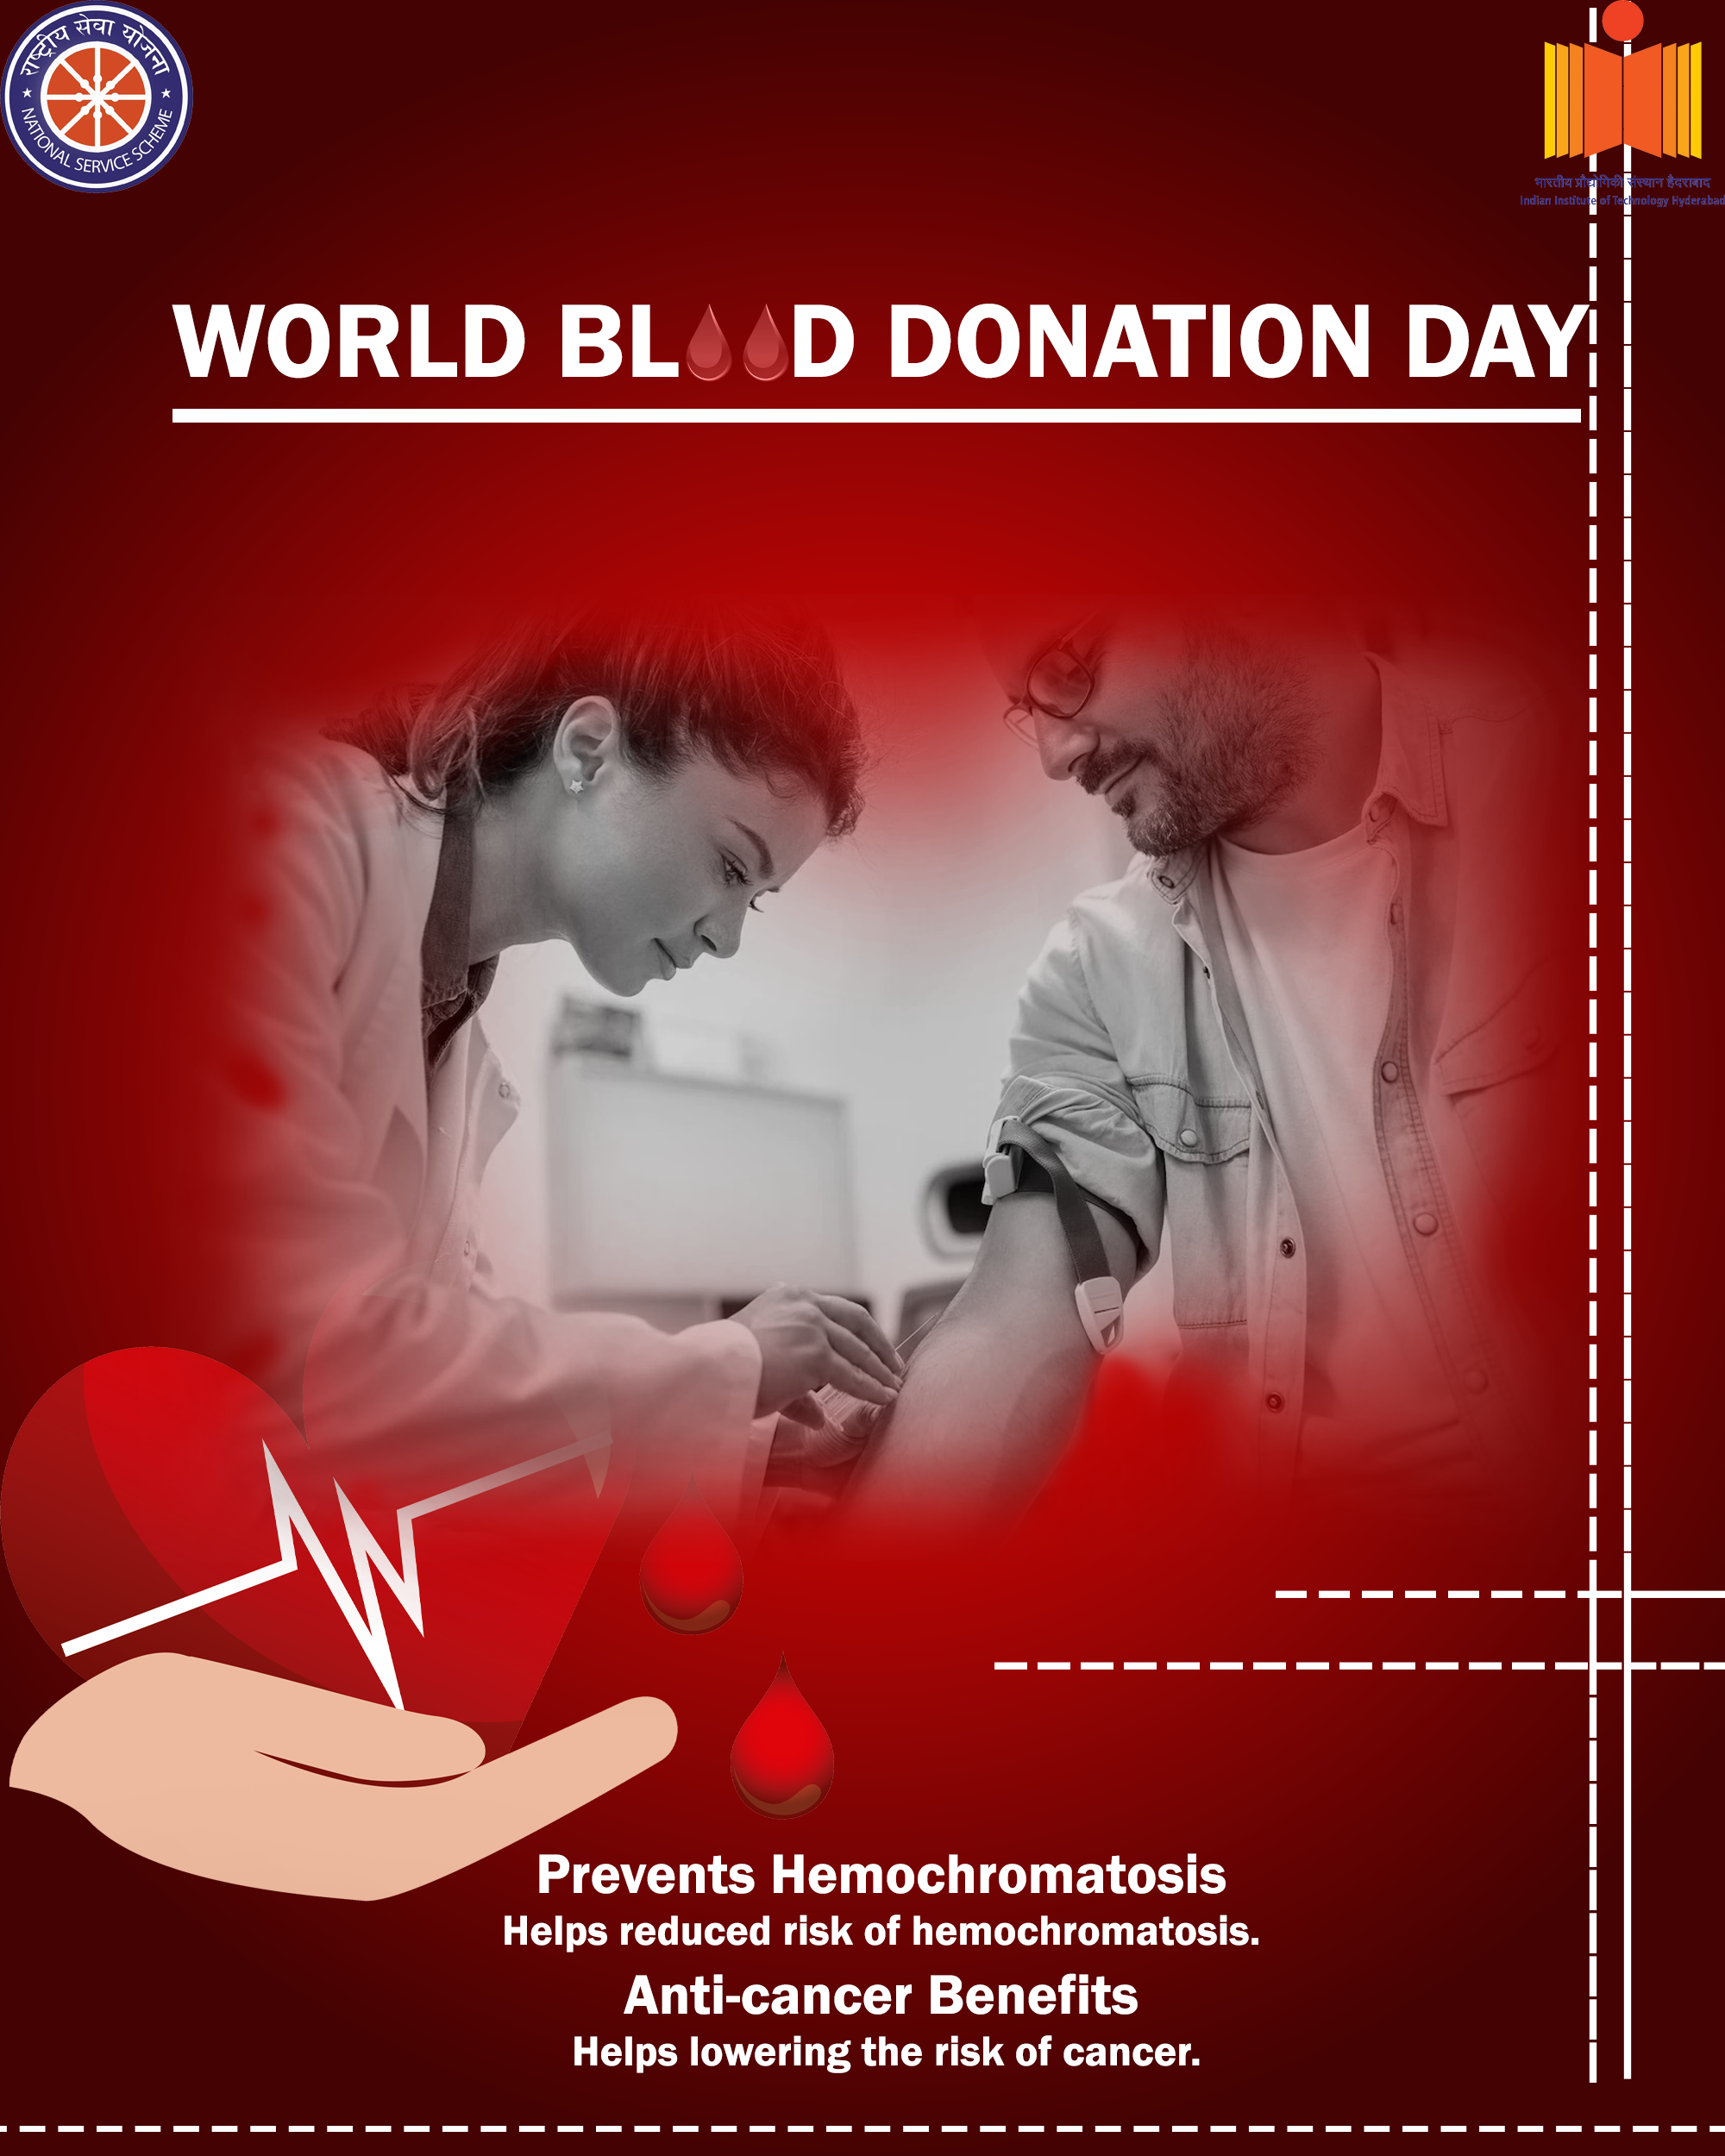 राष्ट्रीय सेवा योजना
NATIONAL SERVICE SCHEME
भारतीय प्रौद्योगिकी संस्थान हैदराबाद
Indian Institute of Technology Hyderabad
WORLD BLOOD DONATION DAY
Prevents Hemochromatosis
Helps reduced risk of hemochromatosis.
Anti-cancer Benefits
Helps lowering the risk of cancer.